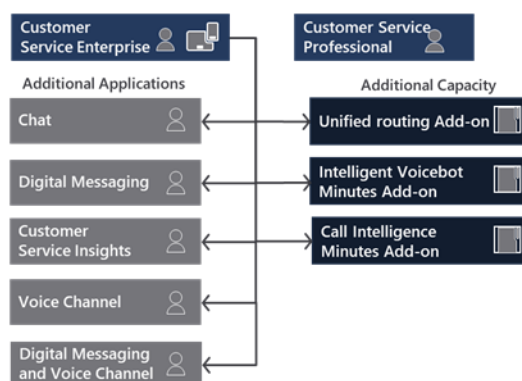 Customer
Service Enterprise
Customer Service
Professional
Additional Applications
Additional Capacity
Chat
Unified routing Add-on
Digital Messaging
Intelligent Voicebot
Minutes Add-on
Customer
Service Insights
Call Intelligence
Minutes Add-on
Voice Channel
Digital Messaging
and Voice Channel